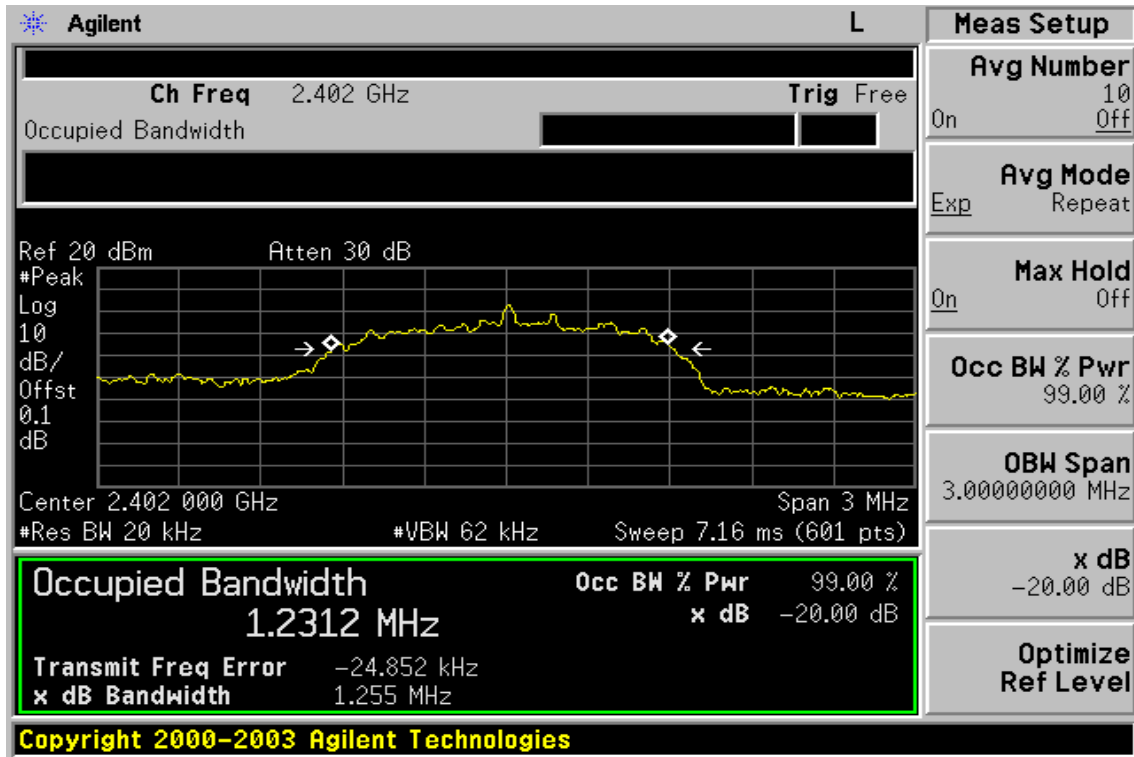 Agilent L
Ch Freq 2.402 GHz Trig Free
Occupied Bandwidth
Ref 20 dBm Atten 30 dB
#Peak
Log
10
dB/
Offst
0.1
dB
Center 2.402 000 GHz Span 3 MHz
#Res BW 20 kHz #VBW 62 kHz Sweep 7.16 ms (601 pts)
Occupied Bandwidth Occ BW % Pwr 99.00 %
1.2312 MHz x dB -20.00 dB
Transmit Freq Error -24.852 kHz
x dB Bandwidth 1.255 MHz
Copyright 2000-2003 Agilent Technologies
Meas Setup
Avg Number
10
On Off
Avg Mode
Exp Repeat
Max Hold
On Off
Occ BW % Pwr
99.00 %
OBW Span
3.00000000 MHz
x dB
-20.00 dB
Optimize
Ref Level